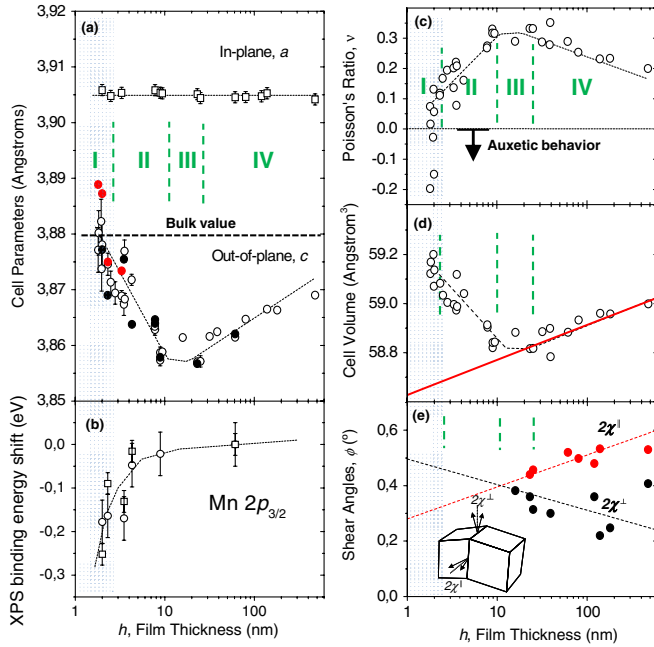 (a)
In-plane, a
I
II
III
IV
Bulk value
Out-of-plane, c
3,92
3,91
3,90
3,89
3,88
3,87
3,86
3,85
Cell Parameters (Angstroms)
(b)
Mn 2p3/2
0,0
-0,1
-0,2
-0,3
XPS binding energy shift (eV)
1
10
100
h, Film Thickness (nm)
(c)
I
II
III
IV
Auxetic behavior
0.3
0.2
0.1
0.0
-0.1
-0.2
Poisson's Ratio, ν
(d)
59.2
59.0
58.8
Cell Volume (Angstrom³)
(e)
2χ∥
2χ⊥
2χ⊥
2χ∥
0,6
0,4
0,2
0,0
Shear Angles, ϕ (º)
1
10
100
h, Film Thickness (nm)